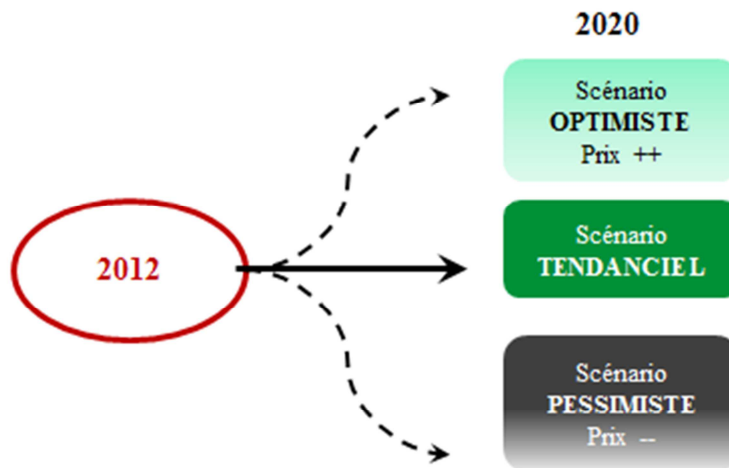 2020
Scénario
OPTIMISTE
Prix ++
2012
Scénario
TENDANCIEL
Scénario
PESSIMISTE
Prix --